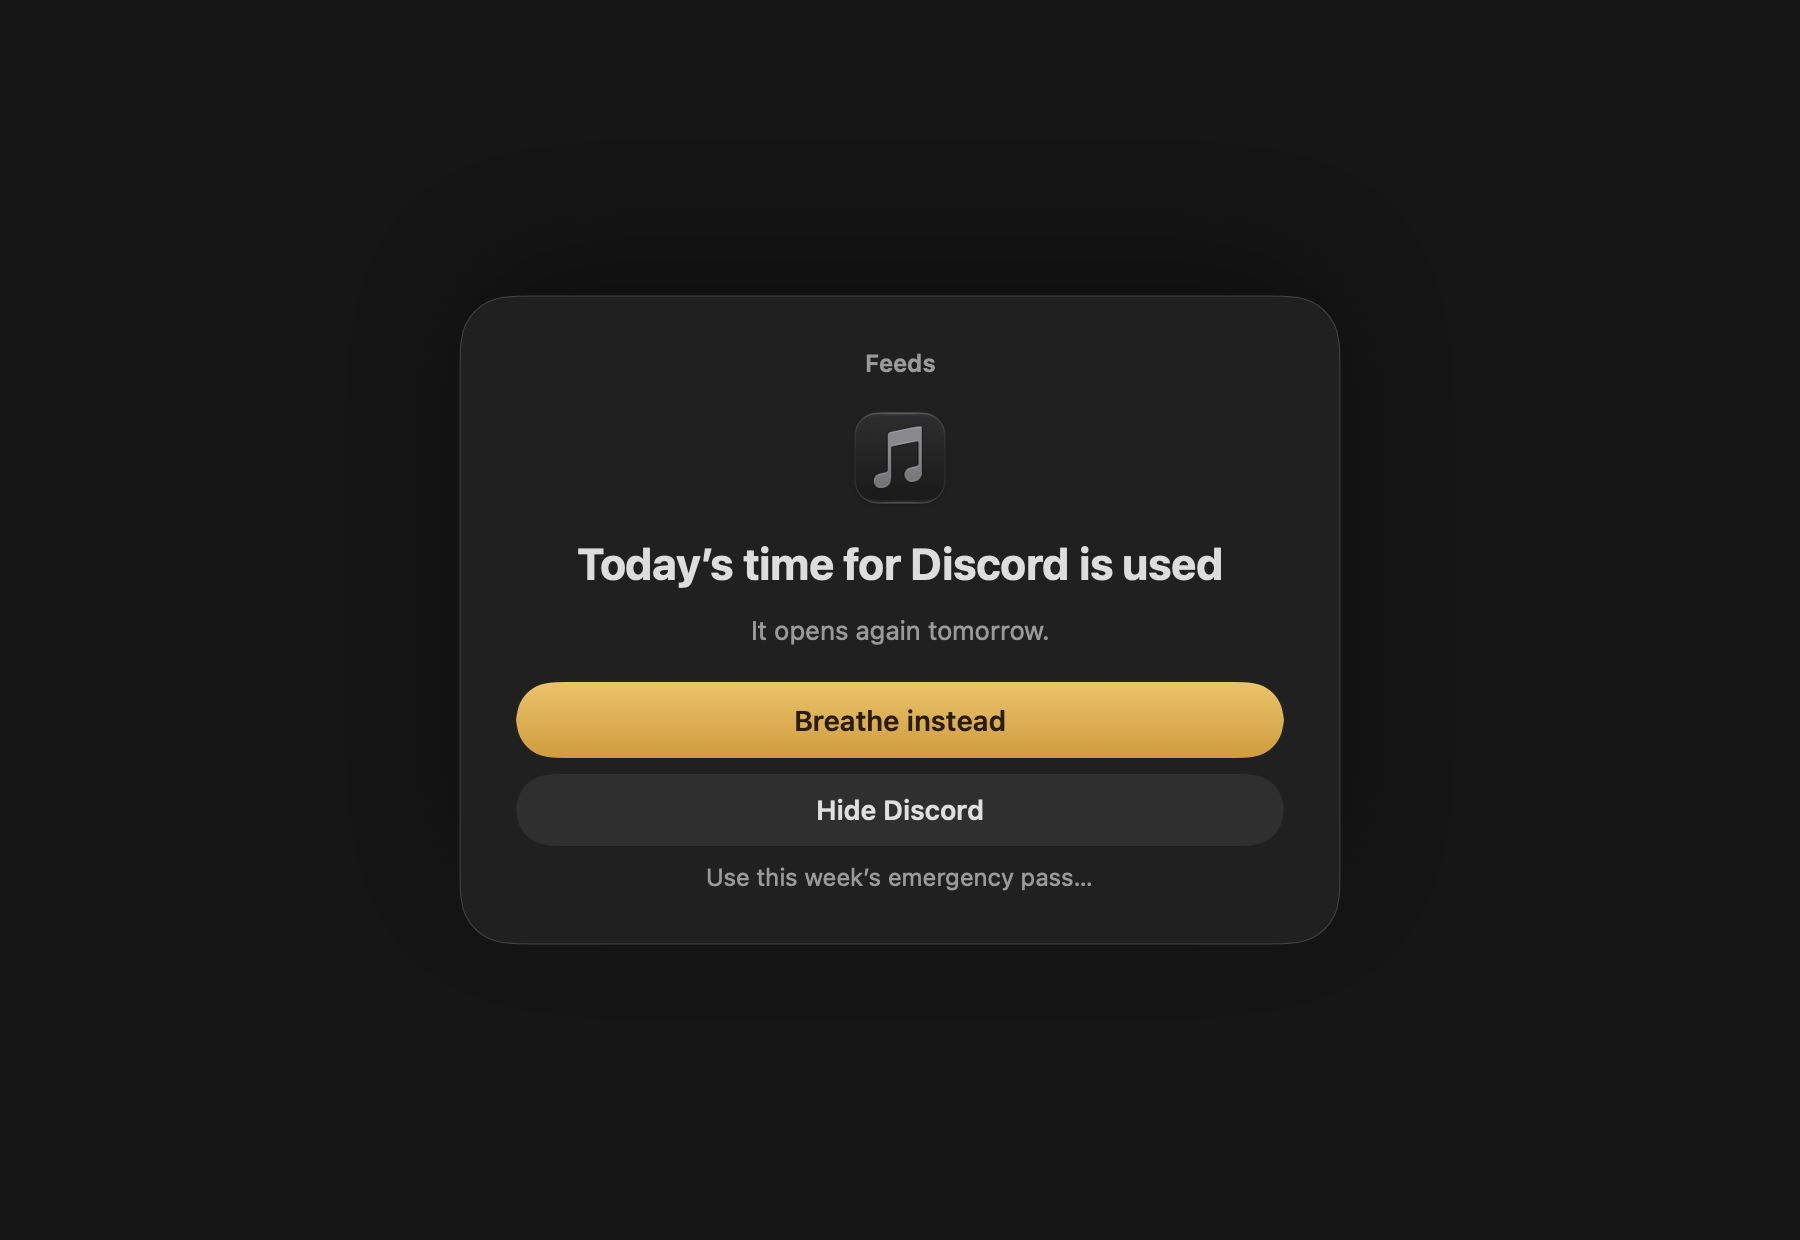 Feeds
Today’s time for Discord is used
It opens again tomorrow.
Breathe instead
Hide Discord
Use this week’s emergency pass...